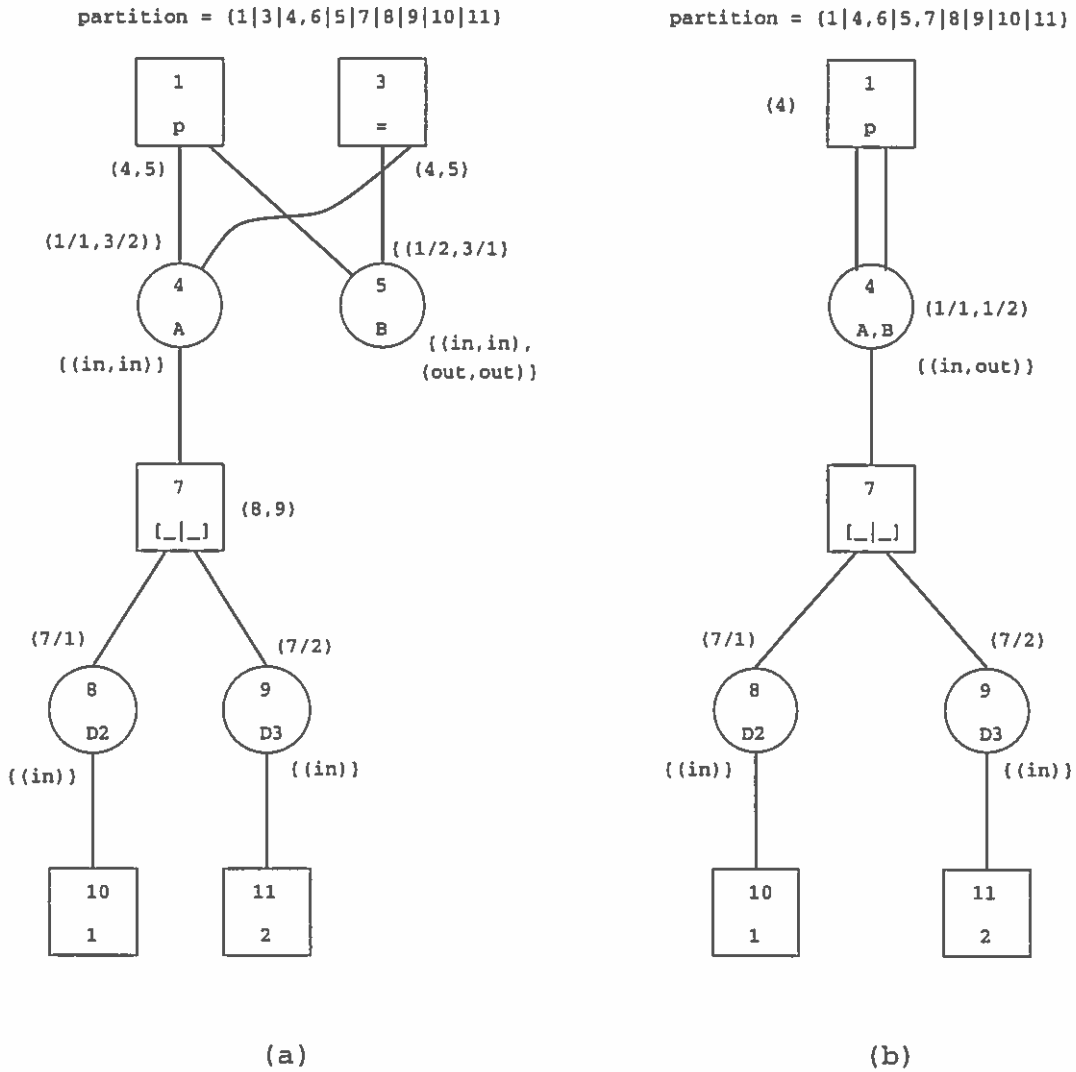 partition = {1|3|4,6|5|7|8|9|10|11}
1
3
p
=
(4,5)
(4,5)
(1/1,3/2)}
{(1/2,3/1)
4
5
A
B
{(in,in)}
{(in,in),
(out,out)}
7
[_|_]
(8,9)
(7/1)
(7/2)
8
9
D2
D3
{(in)}
{(in)}
10
11
1
2
(a)
partition = {1|4,6|5,7|8|9|10|11}
1
(4)
p
4
A,B
(1/1,1/2)
{(in,out)}
7
[_|_]
(7/1)
(7/2)
8
9
D2
D3
{(in)}
{(in)}
10
11
1
2
(b)